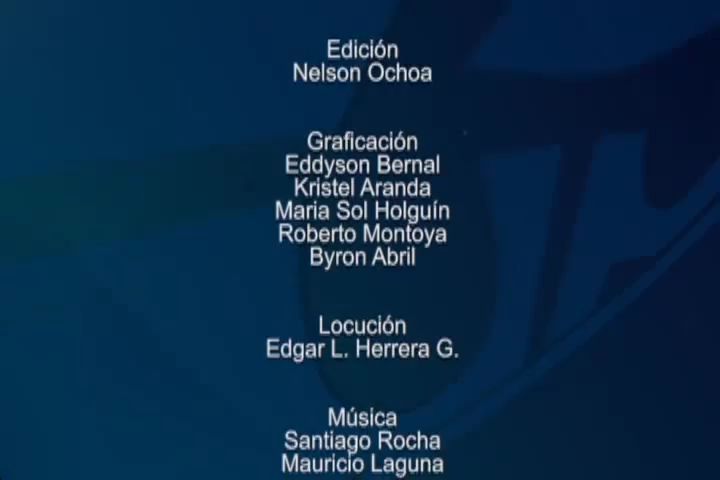 Edición
Nelson Ochoa
Graficación
Eddyson Bernal
Kristel Aranda
Maria Sol Holguín
Roberto Montoya
Byron Abril
Locución
Edgar L. Herrera G.
Música
Santiago Rocha
Mauricio Laguna